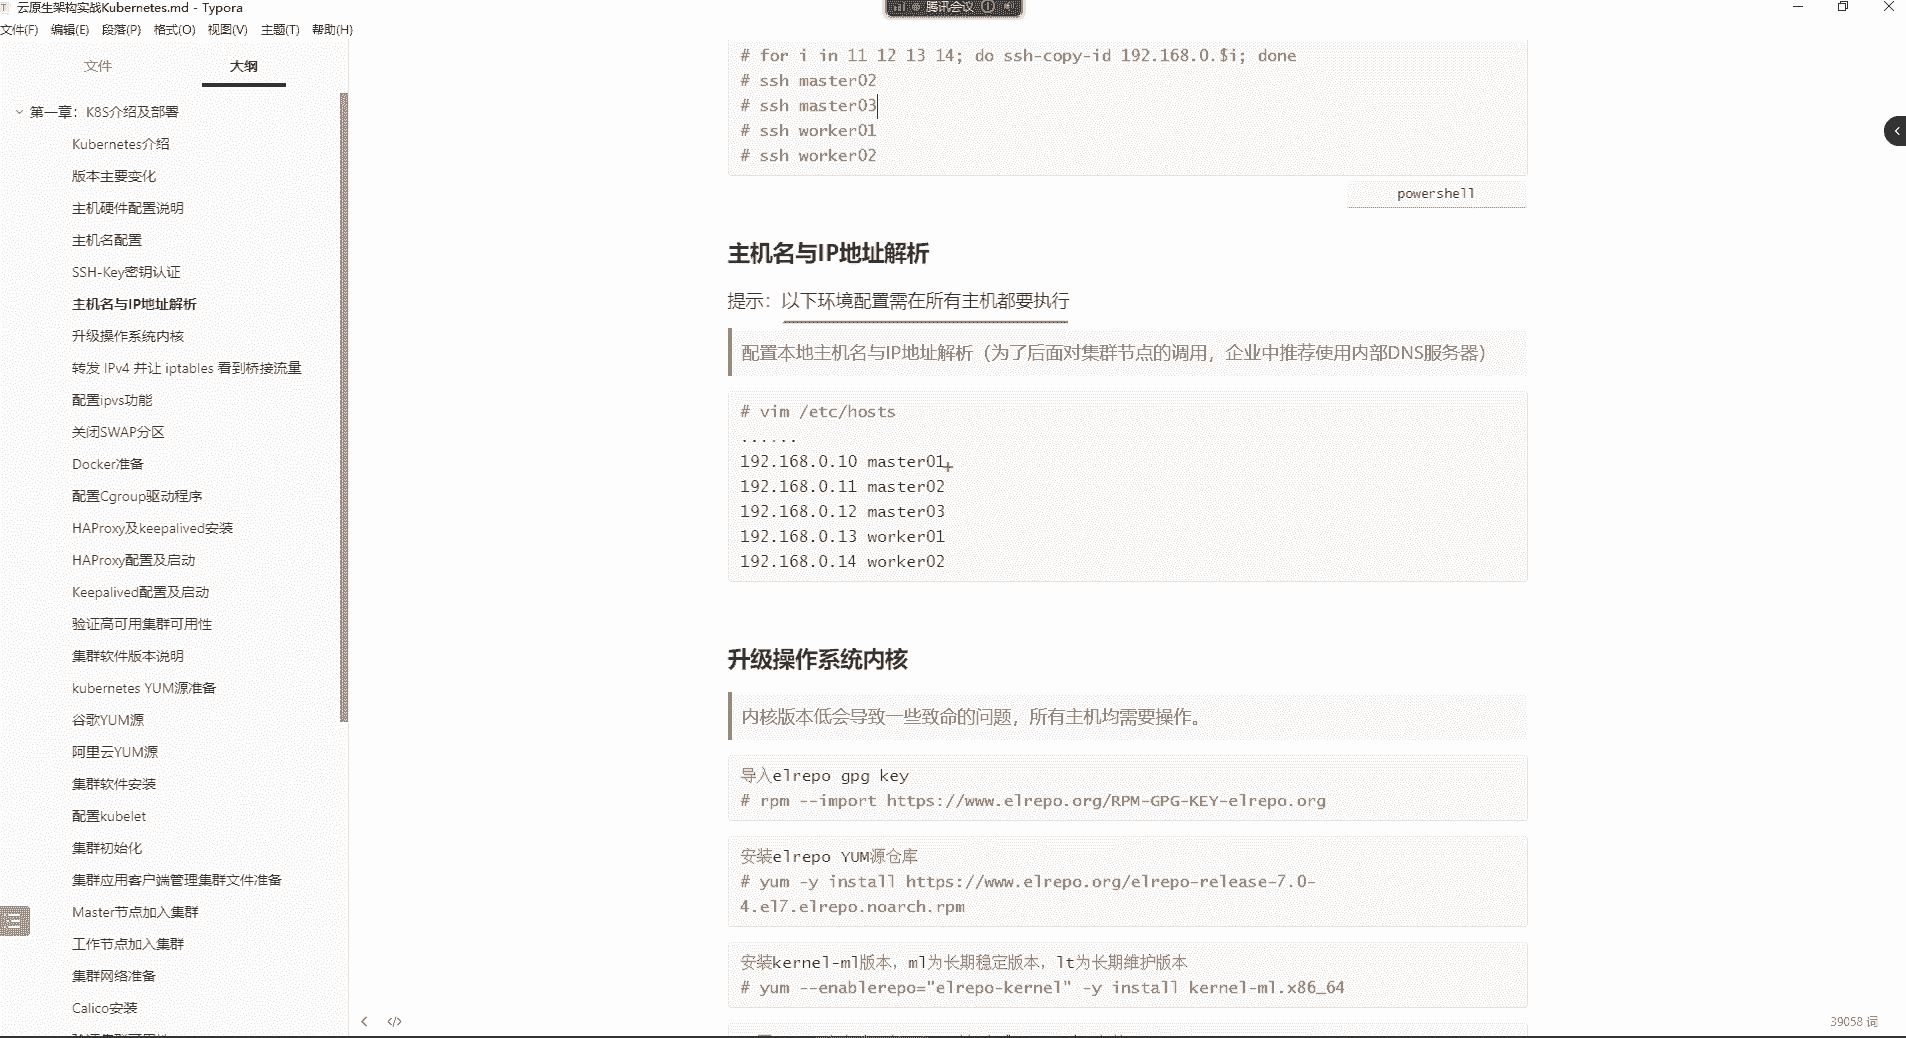 云原生架构实战Kubernetes.md - Typora
腾讯会议
文件(F) 编辑(E) 段落(P) 格式(O) 视图(V) 主题(T) 帮助(H)
文件 大纲
第一章：K8S介绍及部署
Kubernetes介绍
版本主要变化
主机硬件配置说明
主机名配置
SSH-Key密钥认证
主机名与IP地址解析
升级操作系统内核
转发 IPv4 并让 iptables 看到桥接流量
配置ipvs功能
关闭SWAP分区
Docker准备
配置Cgroup驱动程序
HAProxy及keepalived安装
HAProxy配置及启动
Keepalived配置及启动
验证高可用集群可用性
集群软件版本说明
kubernetes YUM源准备
谷歌YUM源
阿里云YUM源
集群软件安装
配置kubelet
集群初始化
集群应用客户端管理集群文件准备
Master节点加入集群
工作节点加入集群
集群网络准备
Calico安装
# for i in 11 12 13 14; do ssh-copy-id 192.168.0.$i; done
# ssh master02
# ssh master03
# ssh worker01
# ssh worker02
powershell
主机名与IP地址解析
提示：以下环境配置需在所有主机都要执行
配置本地主机名与IP地址解析（为了后面对集群节点的调用，企业中推荐使用内部DNS服务器）
# vim /etc/hosts
......
192.168.0.10 master01
192.168.0.11 master02
192.168.0.12 master03
192.168.0.13 worker01
192.168.0.14 worker02
升级操作系统内核
内核版本低会导致一些致命的问题，所有主机均需要操作。
导入elrepo gpg key
# rpm --import https://www.elrepo.org/RPM-GPG-KEY-elrepo.org
安装elrepo YUM源仓库
# yum -y install https://www.elrepo.org/elrepo-release-7.0-
4.el7.elrepo.noarch.rpm
安装kernel-ml版本，ml为长期稳定版本，lt为长期维护版本
# yum --enablerepo="elrepo-kernel" -y install kernel-ml.x86_64
39058 词